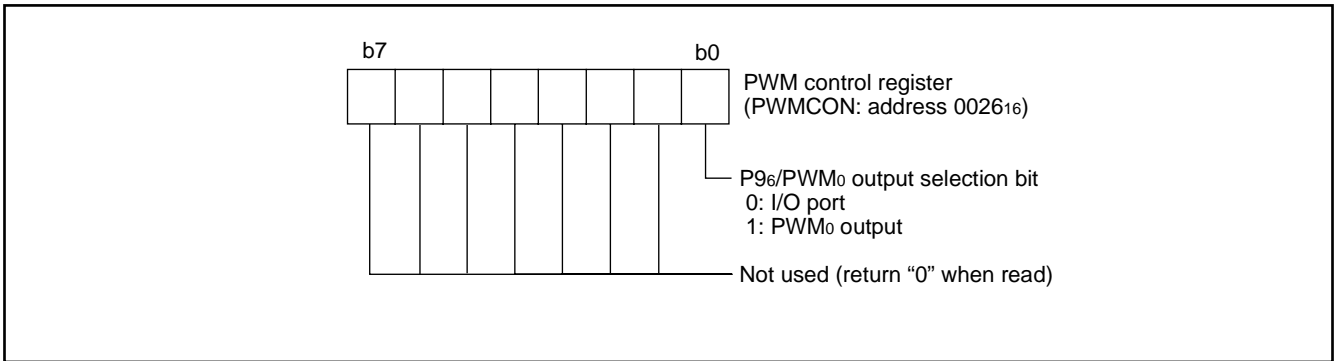 b7 b0
PWM control register
(PWMCON: address 0026₁₆)
P9₆/PWM₀ output selection bit
0: I/O port
1: PWM₀ output
Not used (return “0” when read)